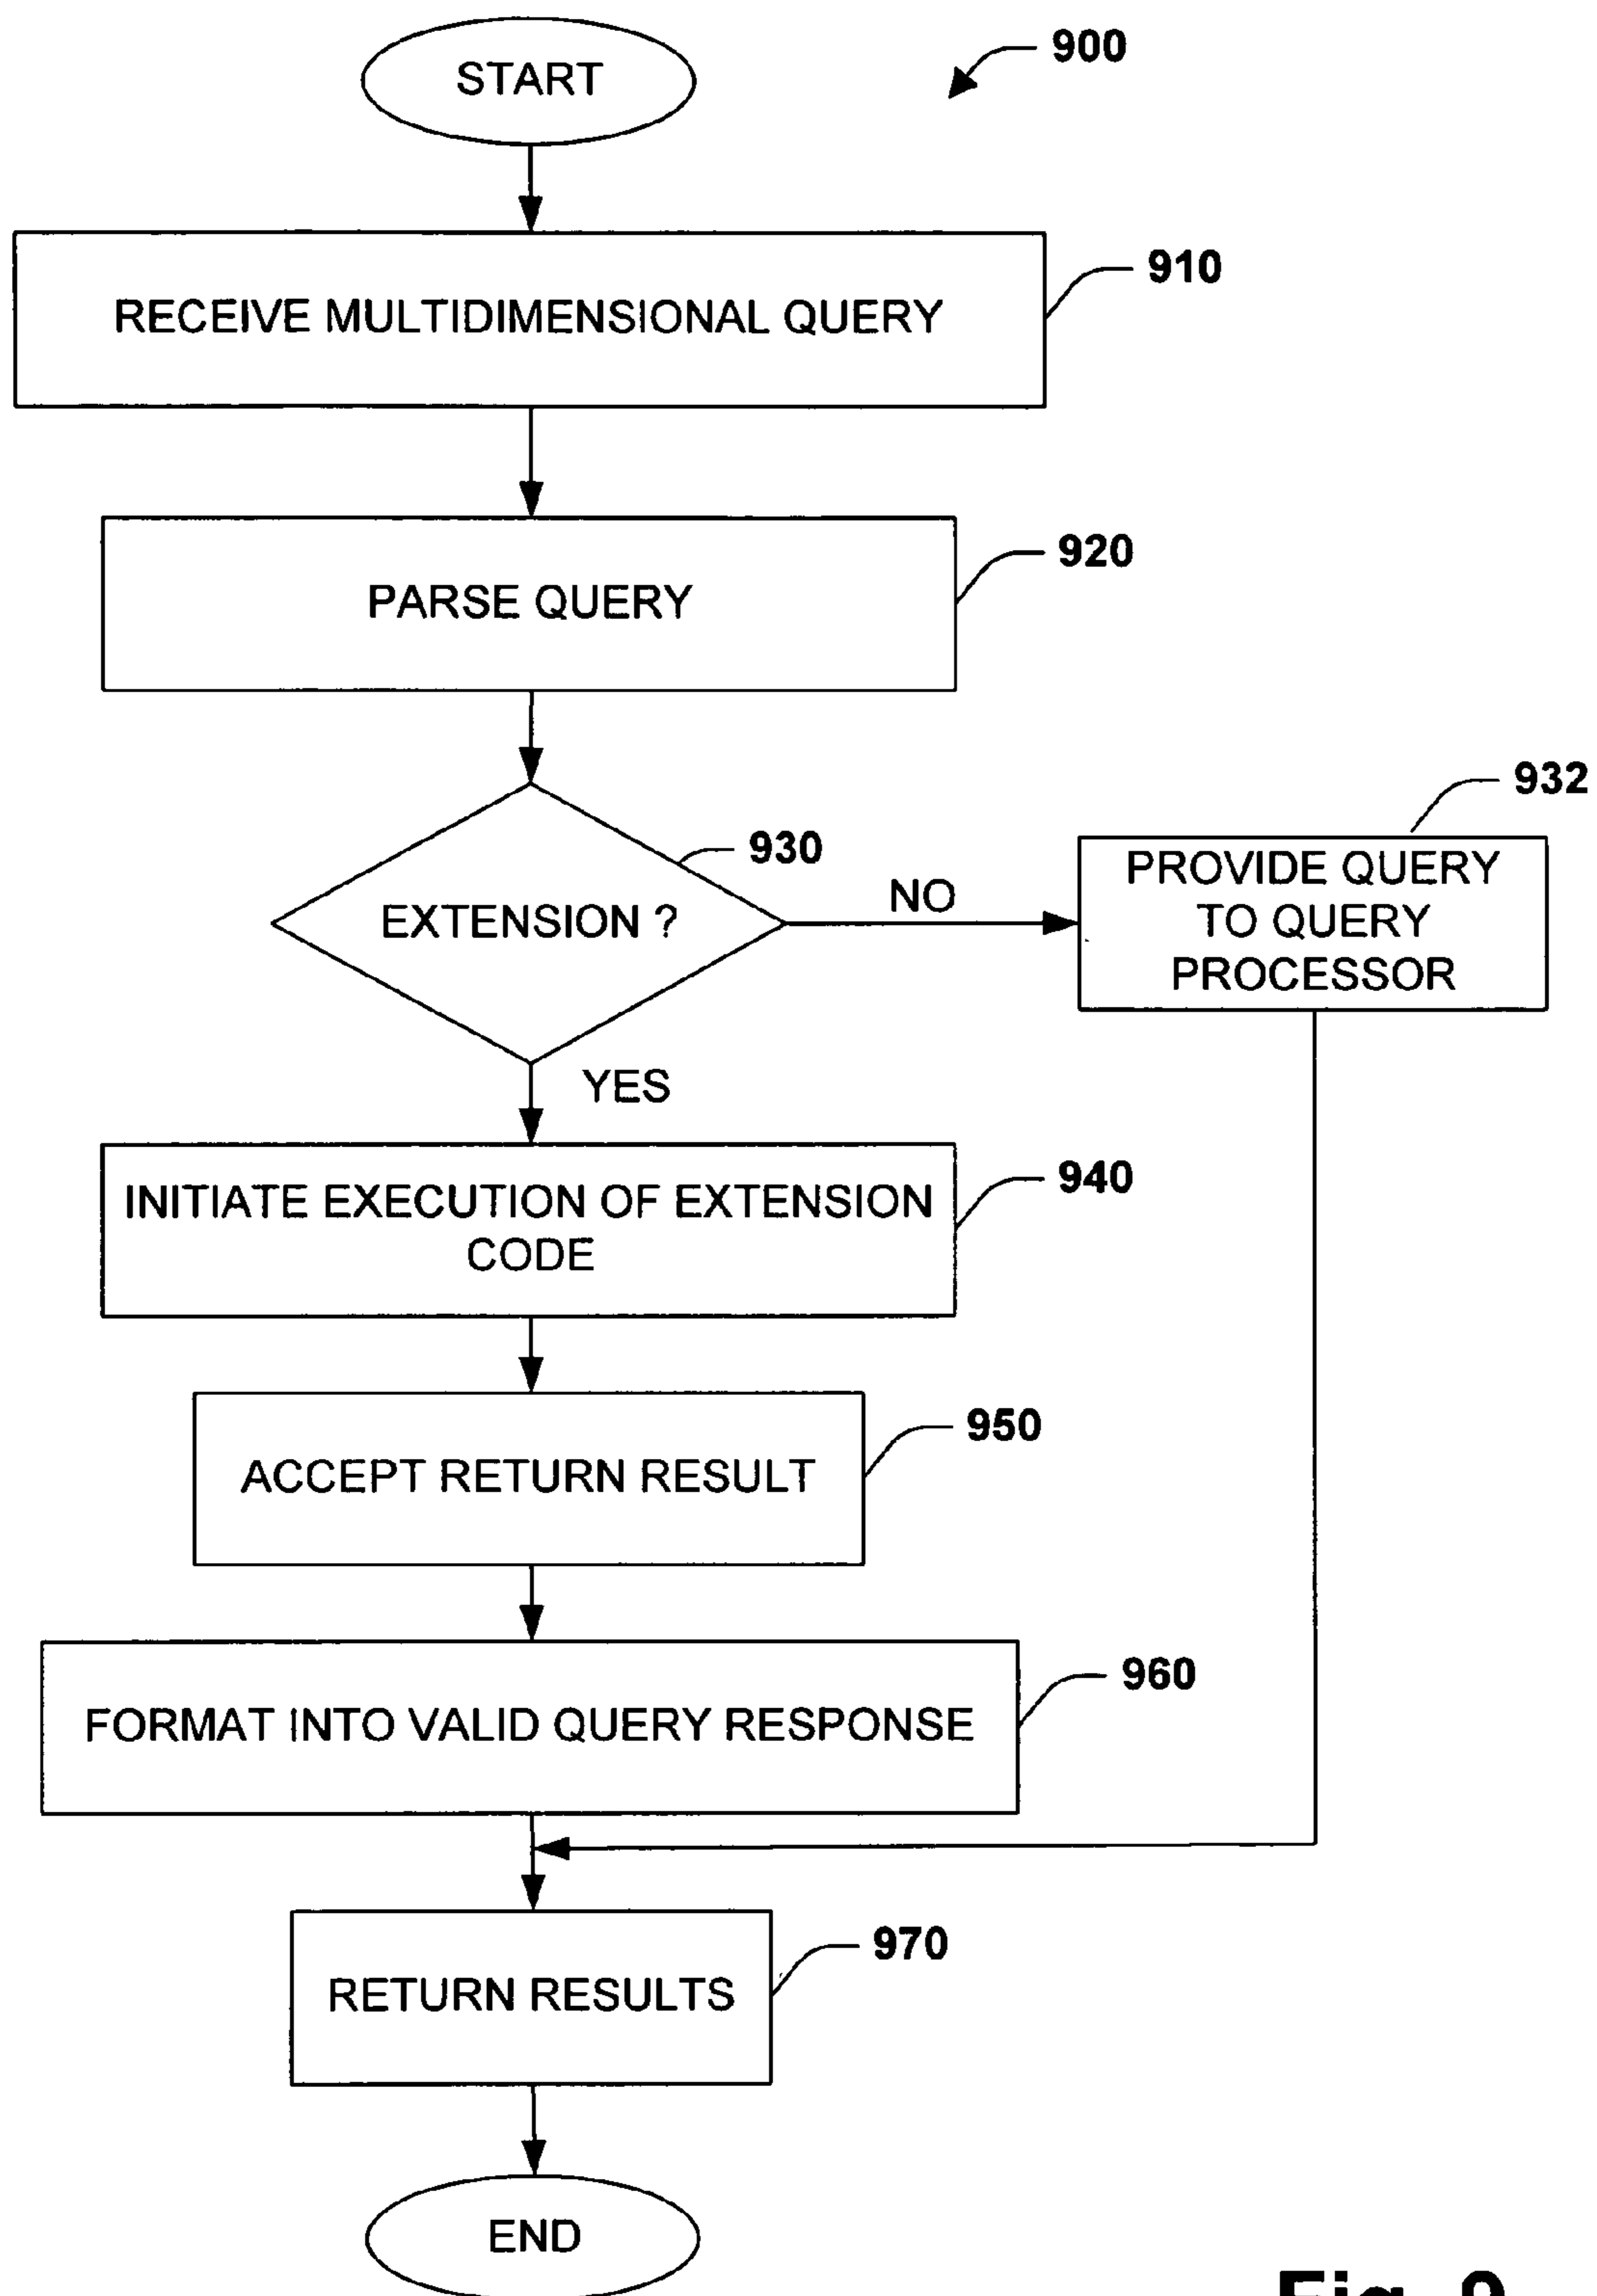 START
900
RECEIVE MULTIDIMENSIONAL QUERY
910
PARSE QUERY
920
EXTENSION ?
930
NO
932
PROVIDE QUERY
TO QUERY
PROCESSOR
YES
INITIATE EXECUTION OF EXTENSION
CODE
940
ACCEPT RETURN RESULT
950
FORMAT INTO VALID QUERY RESPONSE
960
RETURN RESULTS
970
END
Fig. 9